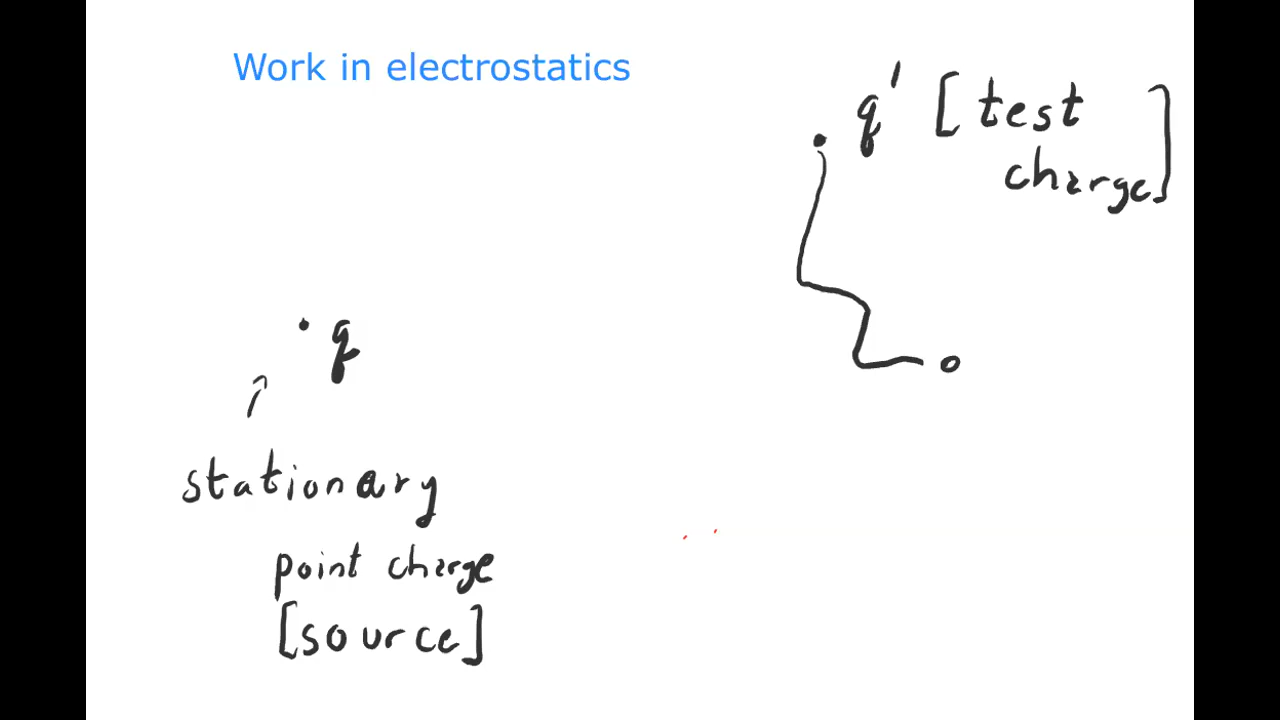 Work in electrostatics
q' [test
charge]
q
stationary
point charge
[source]